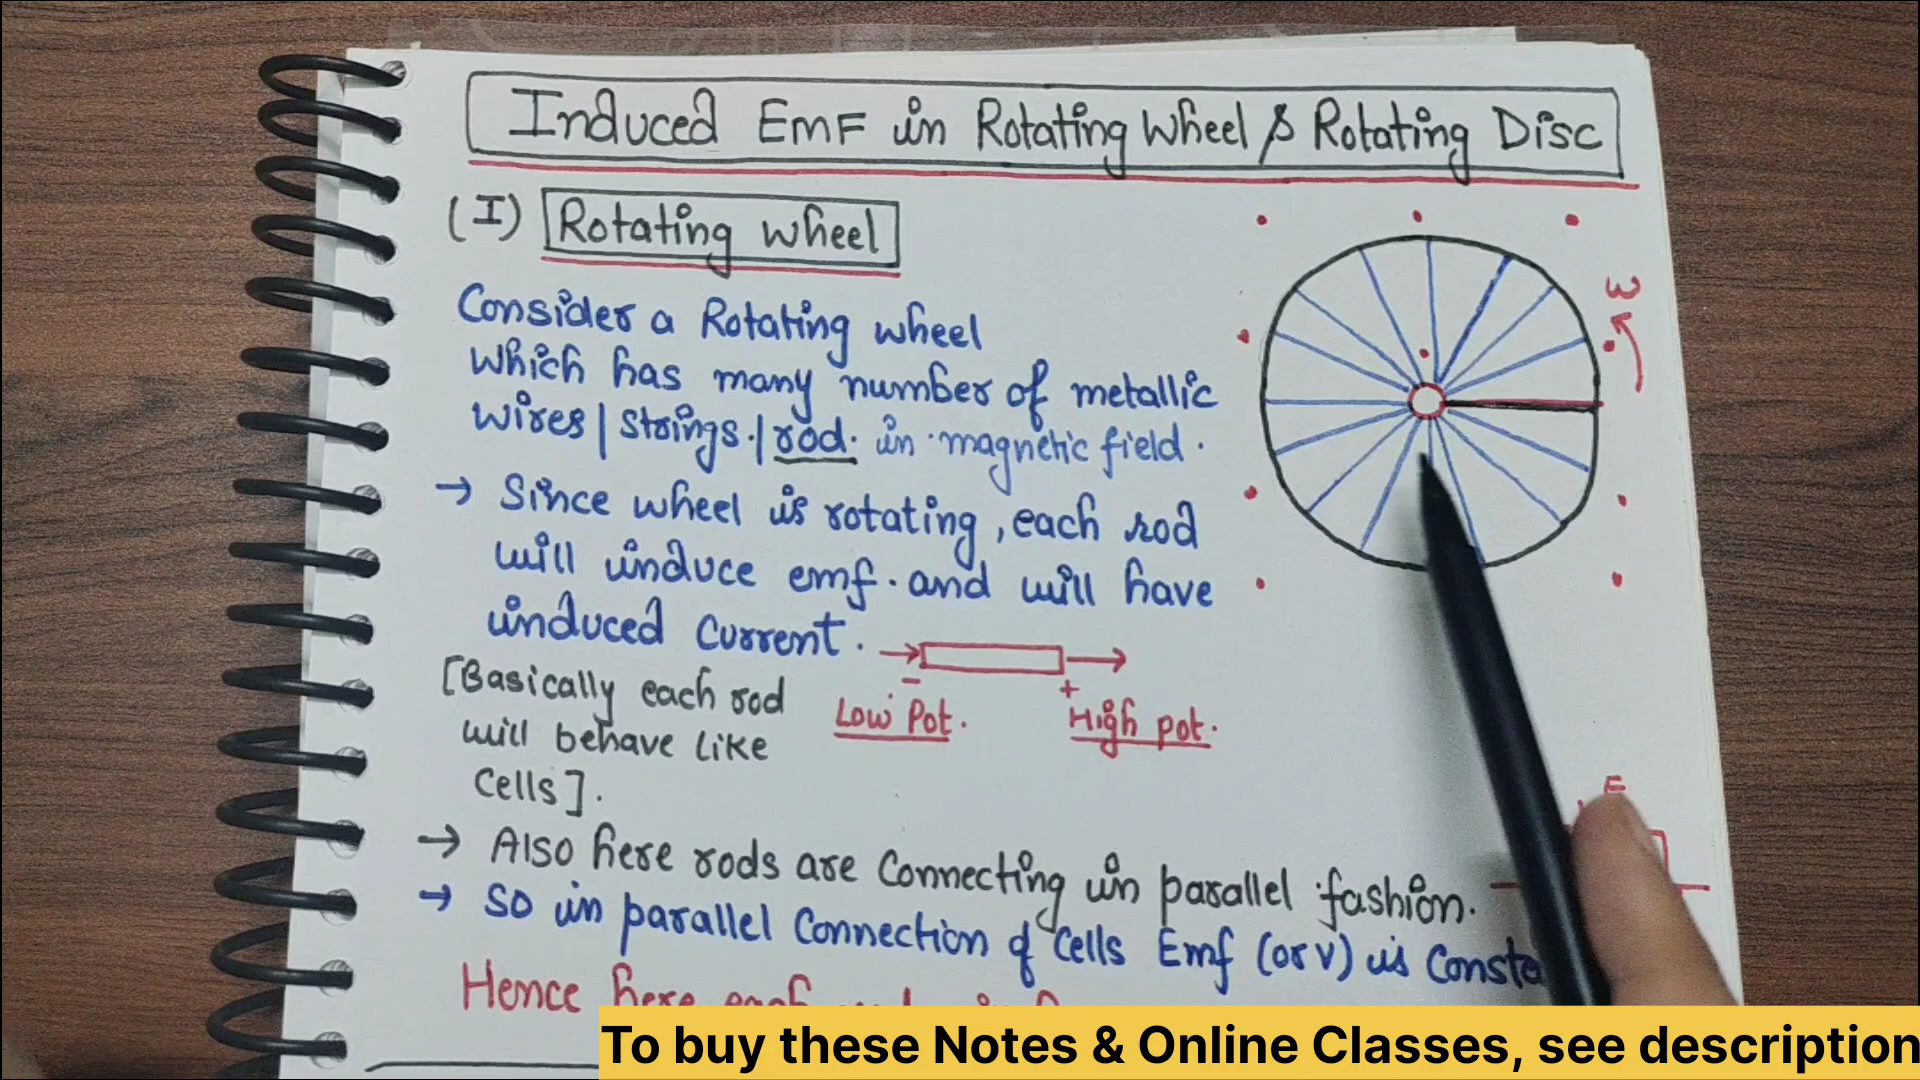 Induced EMF in Rotating Wheel & Rotating Disc
(I) Rotating wheel
Consider a Rotating wheel
which has many number of metallic
wires | strings. | rod. in magnetic field.
→ Since wheel is rotating, each rod
will induce emf. and will have
induced current.
[Basically each rod
will behave like
cells].
→ →
- +
Low Pot. High pot.
ω
E
→ Also here rods are connecting in parallel fashion.
→ So in parallel connection of cells Emf (or v) is
Hence here
To buy these Notes & Online Classes, see description